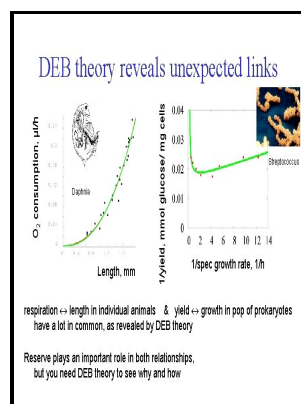 DEB theory reveals unexpected links
O2 consumption, μl/h
Daphnia
Length, mm
1/yield, mmol glucose/ mg cells
0.04
0.03
0.02
0.01
0
0 2 4 6 8 10 12 14
Streptococcus
1/spec growth rate, 1/h
respiration ↔ length in individual animals & yield ↔ growth in pop of prokaryotes
have a lot in common, as revealed by DEB theory
Reserve plays an important role in both relationships,
but you need DEB theory to see why and how